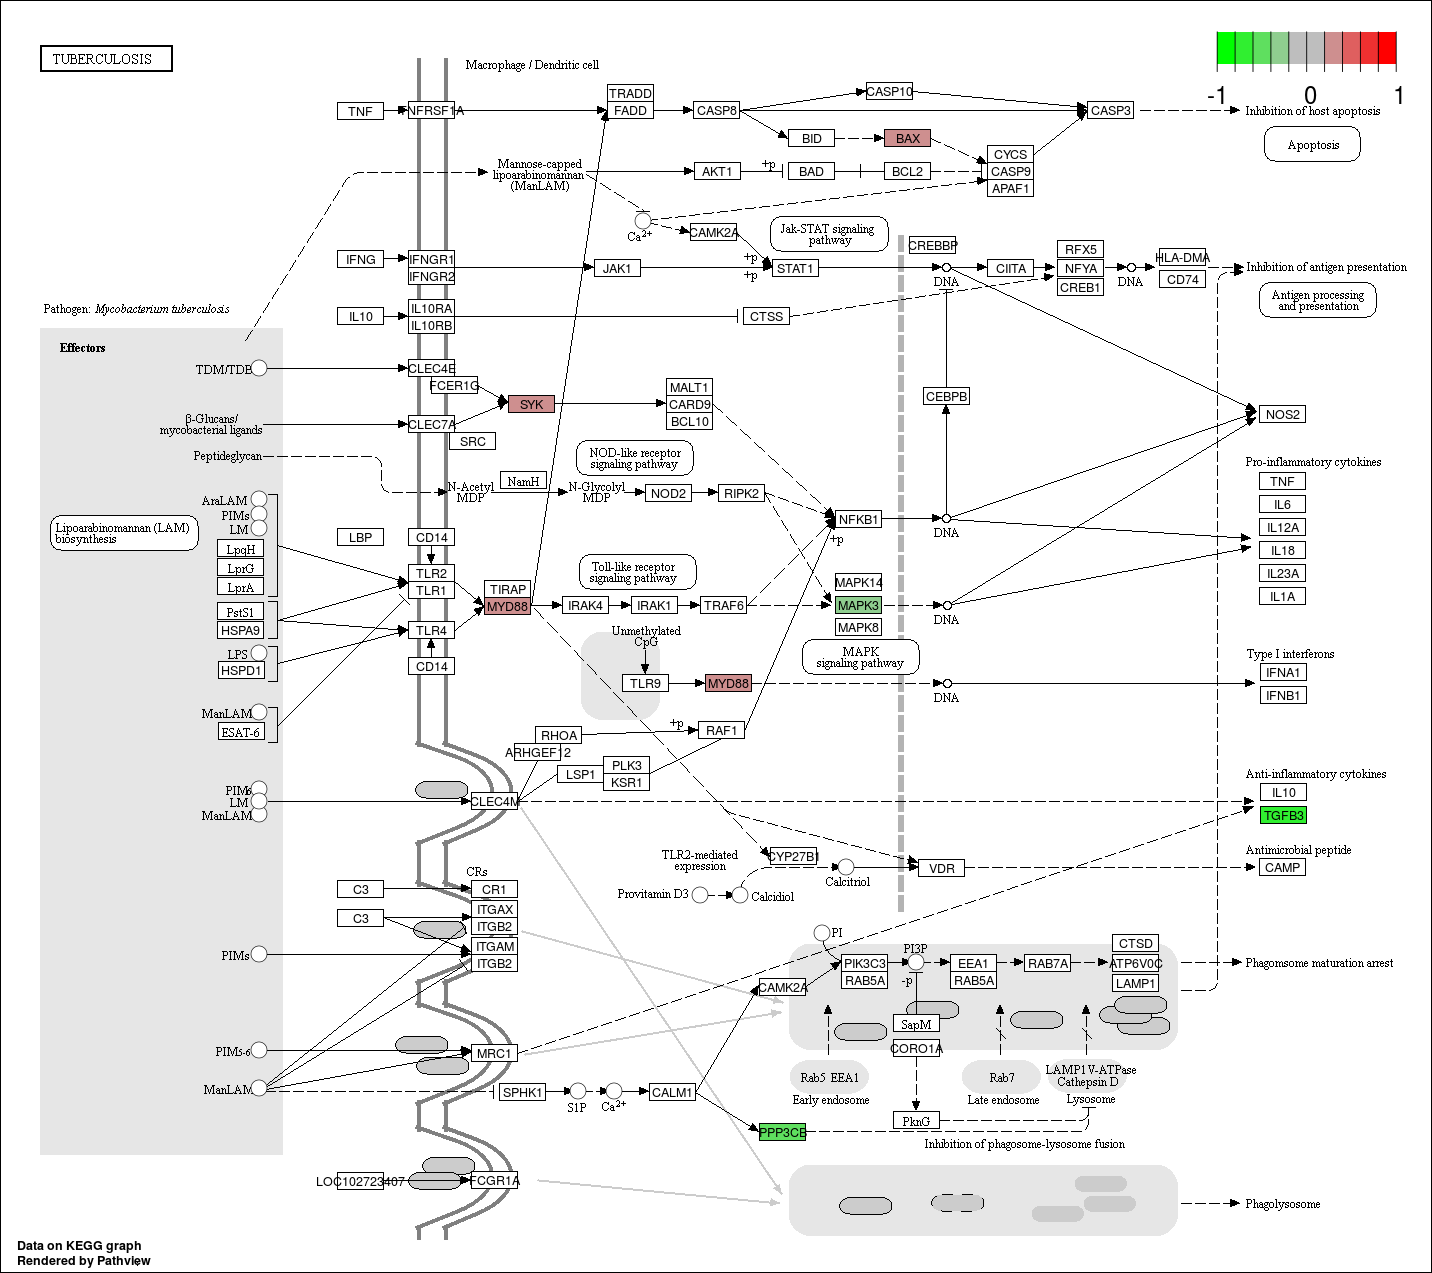 TUBERCULOSIS
-1 0 1
Macrophage / Dendritic cell
TNF
NFRSF1A
TRADD
FADD
CASP8
CASP10
CASP3
Inhibition of host apoptosis
BID
BAX
Apoptosis
CYCS
CASP9
APAF1
Mannose-capped
lipoarabinomannan
(ManLAM)
AKT1
+p
BAD
BCL2
Ca2+
CAMK2A
Jak-STAT signaling
pathway
IFNG
IFNGR1
IFNGR2
JAK1
+p
+p
STAT1
CREBBP
DNA
CIITA
RFX5
NFYA
CREB1
DNA
HLA-DMA
CD74
Inhibition of antigen presentation
Antigen processing
and presentation
Pathogen: Mycobacterium tuberculosis
IL10
IL10RA
IL10RB
CTSS
Effectors
TDM/TDB
CLEC4E
FCER1G
SYK
MALT1
CARD9
BCL10
CEBPB
NOS2
β-Glucans/
mycobacterial ligands
CLEC7A
SRC
Peptideglycan
NOD-like receptor
signaling pathway
N-Acetyl
MDP
NamH
N-Glycolyl
MDP
NOD2
RIPK2
NFKB1
+p
DNA
Pro-inflammatory cytokines
TNF
IL6
IL12A
IL18
IL23A
IL1A
AraLAM
PIMs
LM
Lipoarabinomannan (LAM)
biosynthesis
LpqH
LprG
LprA
LBP
CD14
TLR2
TLR1
Toll-like receptor
signaling pathway
TIRAP
MYD88
IRAK4
IRAK1
TRAF6
MAPK14
MAPK3
MAPK8
DNA
PstS1
HSPA9
TLR4
LPS
HSPD1
CD14
Unmethylated
CpG
TLR9
MYD88
MAPK
signaling pathway
DNA
Type I interferons
IFNA1
IFNB1
ManLAM
ESAT-6
RHOA
ARHGEF12
+p
RAF1
LSP1
PLK3
KSR1
PIM6
LM
ManLAM
CLEC4M
Anti-inflammatory cytokines
IL10
TGFB3
TLR2-mediated
expression
CYP27B1
Calcitriol
VDR
Antimicrobial peptide
CAMP
Provitamin D3
Calcidiol
CRs
C3
CR1
C3
ITGAX
ITGB2
ITGAM
ITGB2
PIMs
PI
PIK3C3
RAB5A
PI3P
-p
EEA1
RAB5A
RAB7A
CTSD
ATP6V0C
LAMP1
Phagomsome maturation arrest
CAMK2A
SapM
CORO1A
PIM5-6
MRC1
Rab5 EEA1
Early endosome
Rab7
Late endosome
LAMP1V-ATPase
Cathepsin D
Lysosome
ManLAM
SPHK1
S1P
Ca2+
CALM1
PknG
PPP3CB
Inhibition of phagosome-lysosome fusion
LOC102723407
FCGR1A
Phagolysosome
Data on KEGG graph
Rendered by Pathview